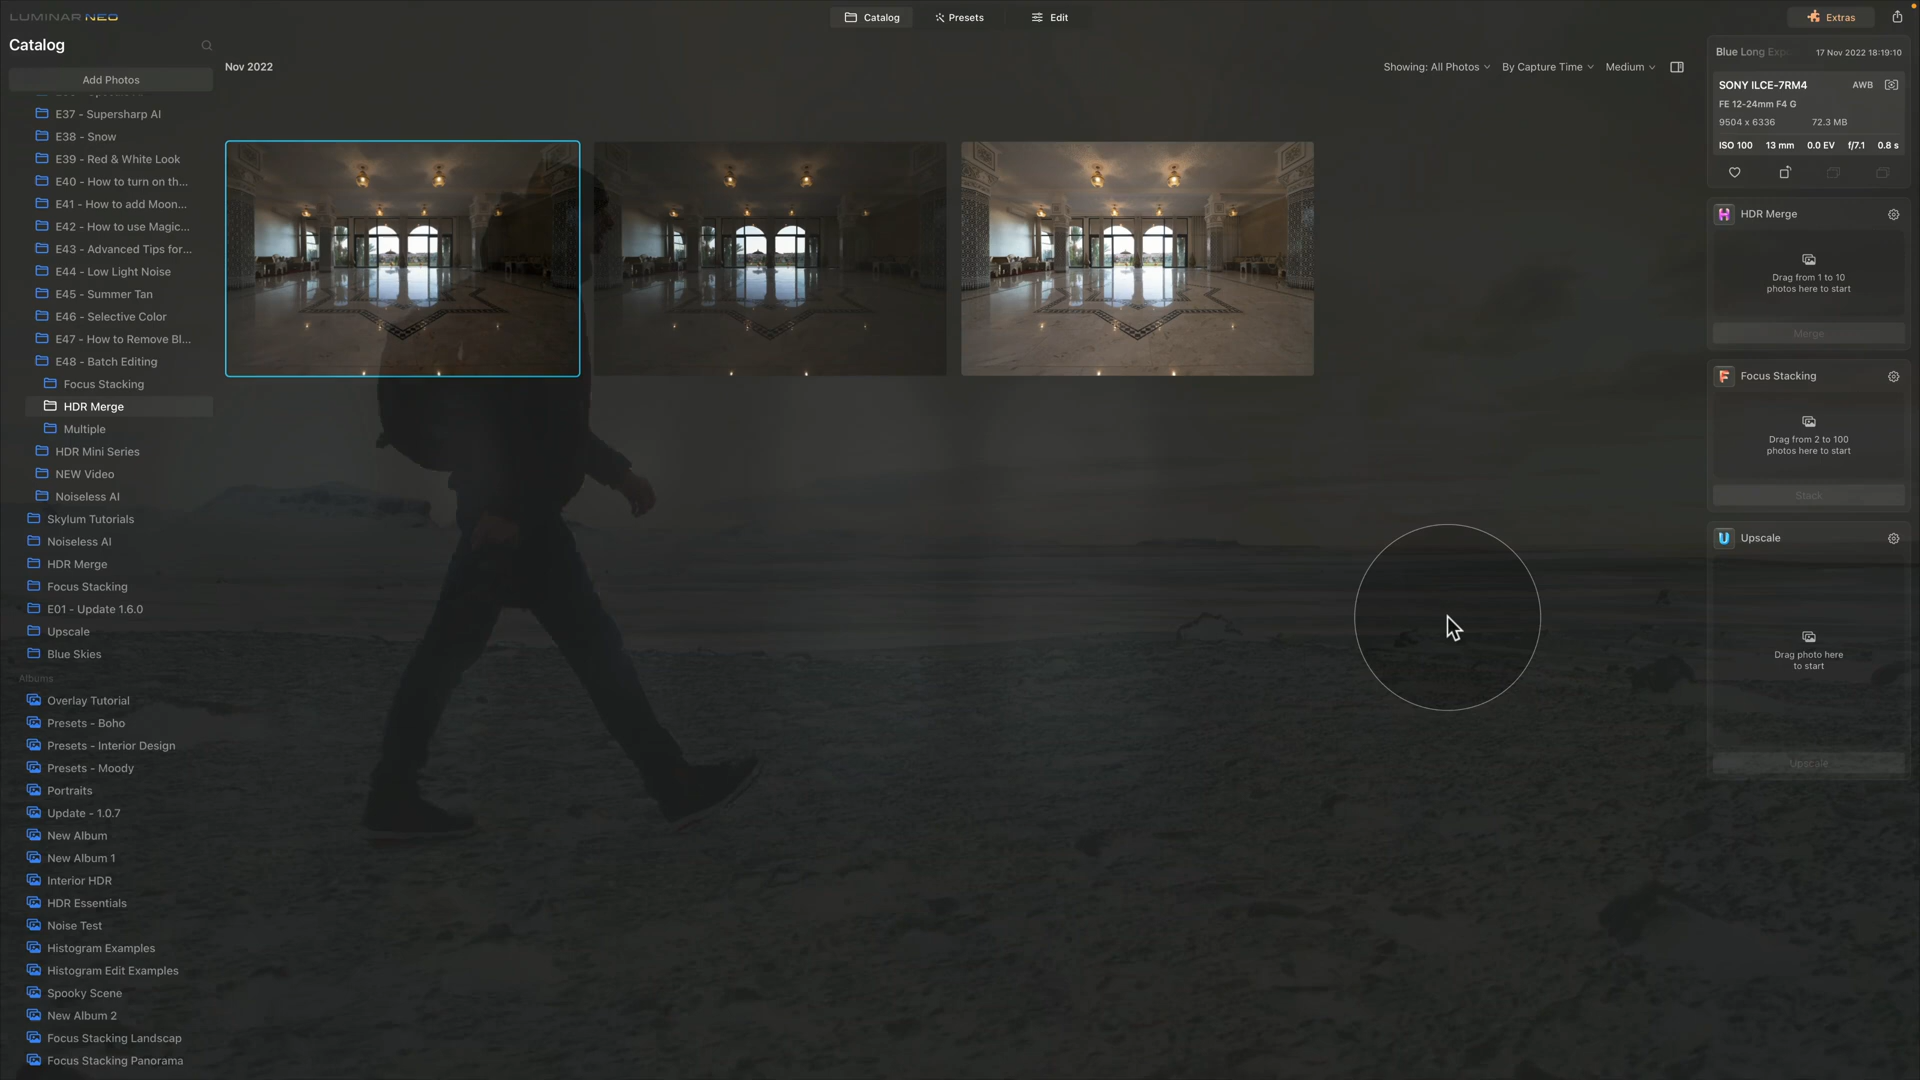 LUMINAR NEO
Catalog
Presets
Edit
Extras
Catalog
Add Photos
E37 - Supersharp AI
E38 - Snow
E39 - Red & White Look
E40 - How to turn on th...
E41 - How to add Moon...
E42 - How to use Magic...
E43 - Advanced Tips for...
E44 - Low Light Noise
E45 - Summer Tan
E46 - Selective Color
E47 - How to Remove Bl...
E48 - Batch Editing
Focus Stacking
HDR Merge
Multiple
HDR Mini Series
NEW Video
Noiseless AI
Skylum Tutorials
Noiseless AI
HDR Merge
Focus Stacking
E01 - Update 1.6.0
Upscale
Blue Skies
Albums
Overlay Tutorial
Presets - Boho
Presets - Interior Design
Presets - Moody
Portraits
Update - 1.0.7
New Album
New Album 1
Interior HDR
HDR Essentials
Noise Test
Histogram Examples
Histogram Edit Examples
Spooky Scene
New Album 2
Focus Stacking Landscap
Focus Stacking Panorama
Nov 2022
Showing: All Photos
By Capture Time
Medium
Blue Long Exp
17 Nov 2022 18:19:10
SONY ILCE-7RM4
AWB
FE 12-24mm F4 G
9504 x 6336
72.3 MB
ISO 100
13 mm
0.0 EV
f/7.1
0.8 s
HDR Merge
Drag from 1 to 10
photos here to start
Merge
Focus Stacking
Drag from 2 to 100
photos here to start
Stack
Upscale
Drag photo here
to start
Upscale